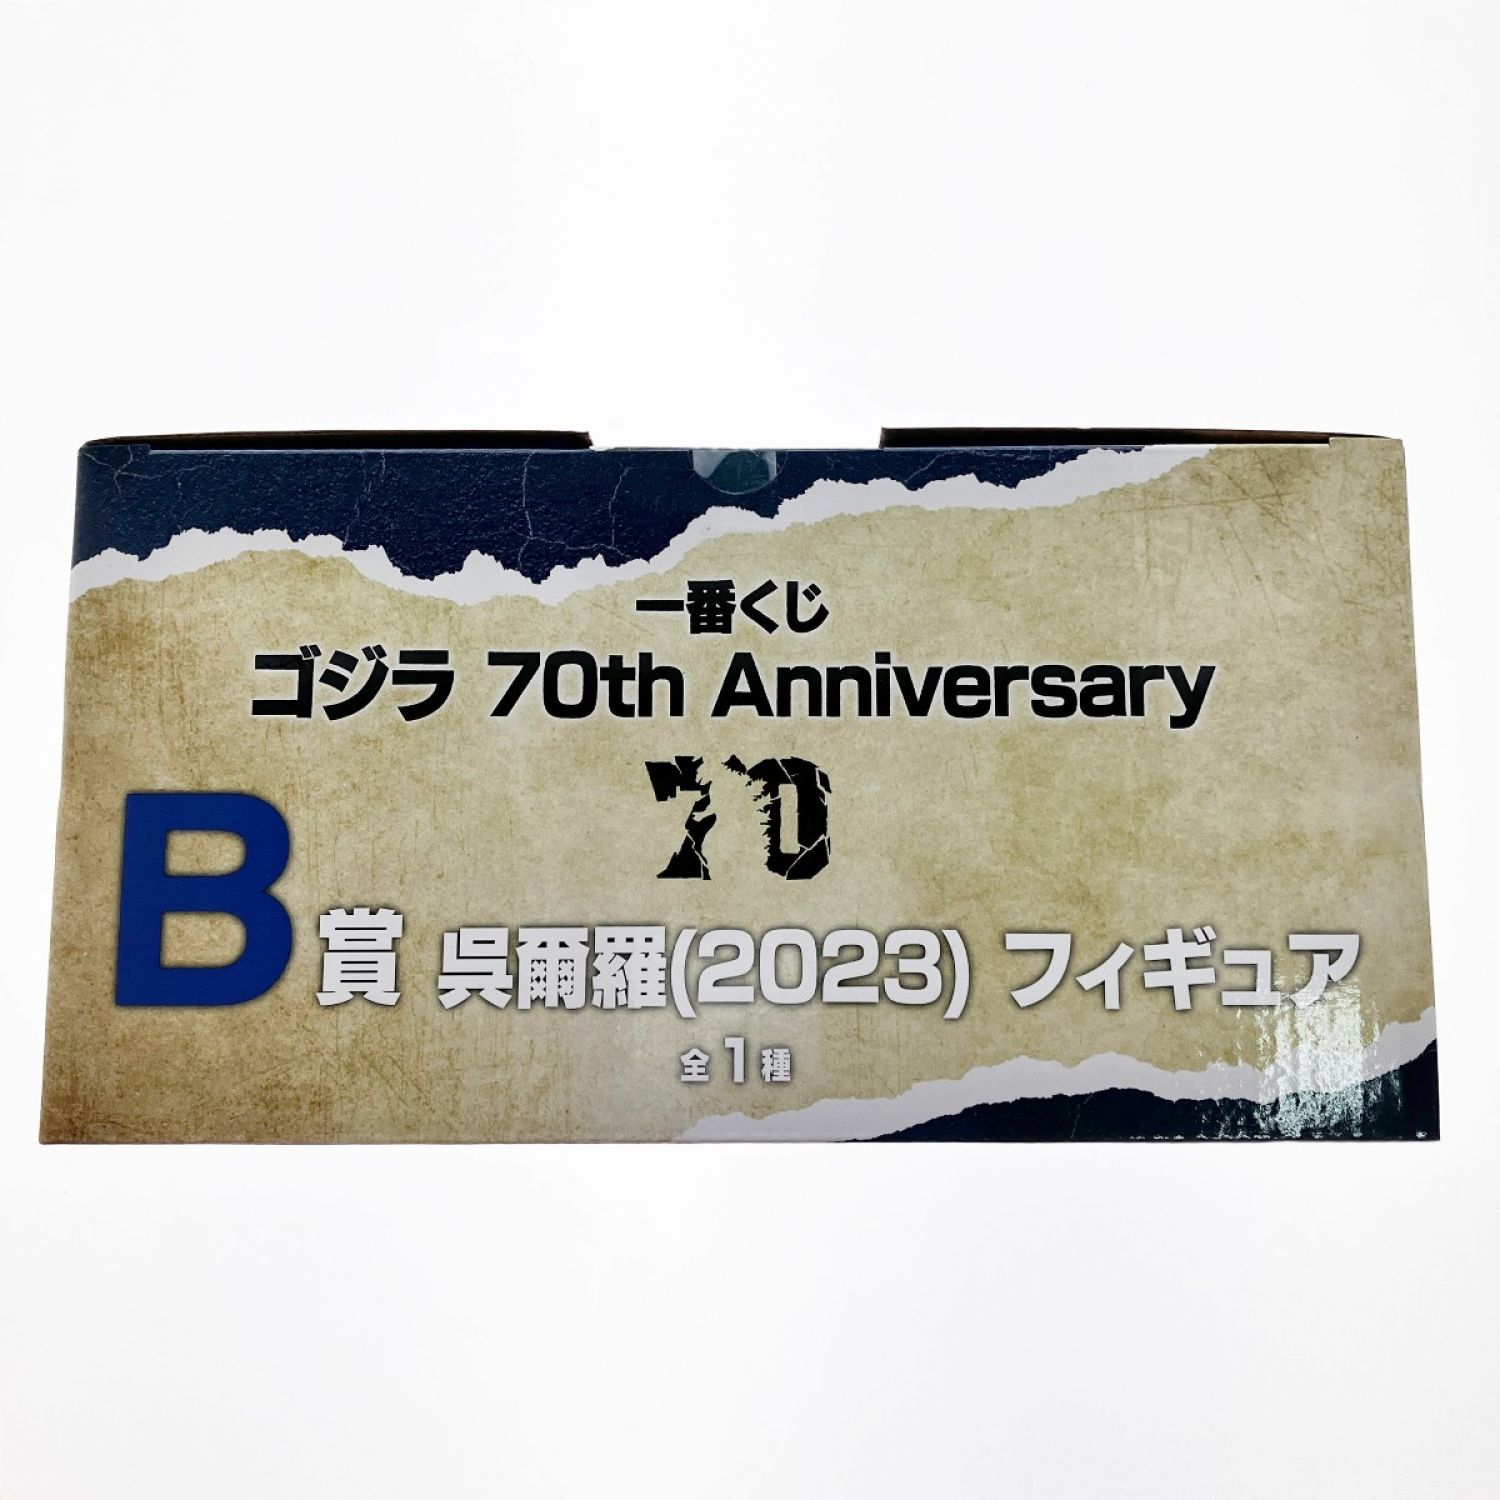 一番くじ
ゴジラ 70th Anniversary
70
B賞 呉爾羅(2023) フィギュア
全1種